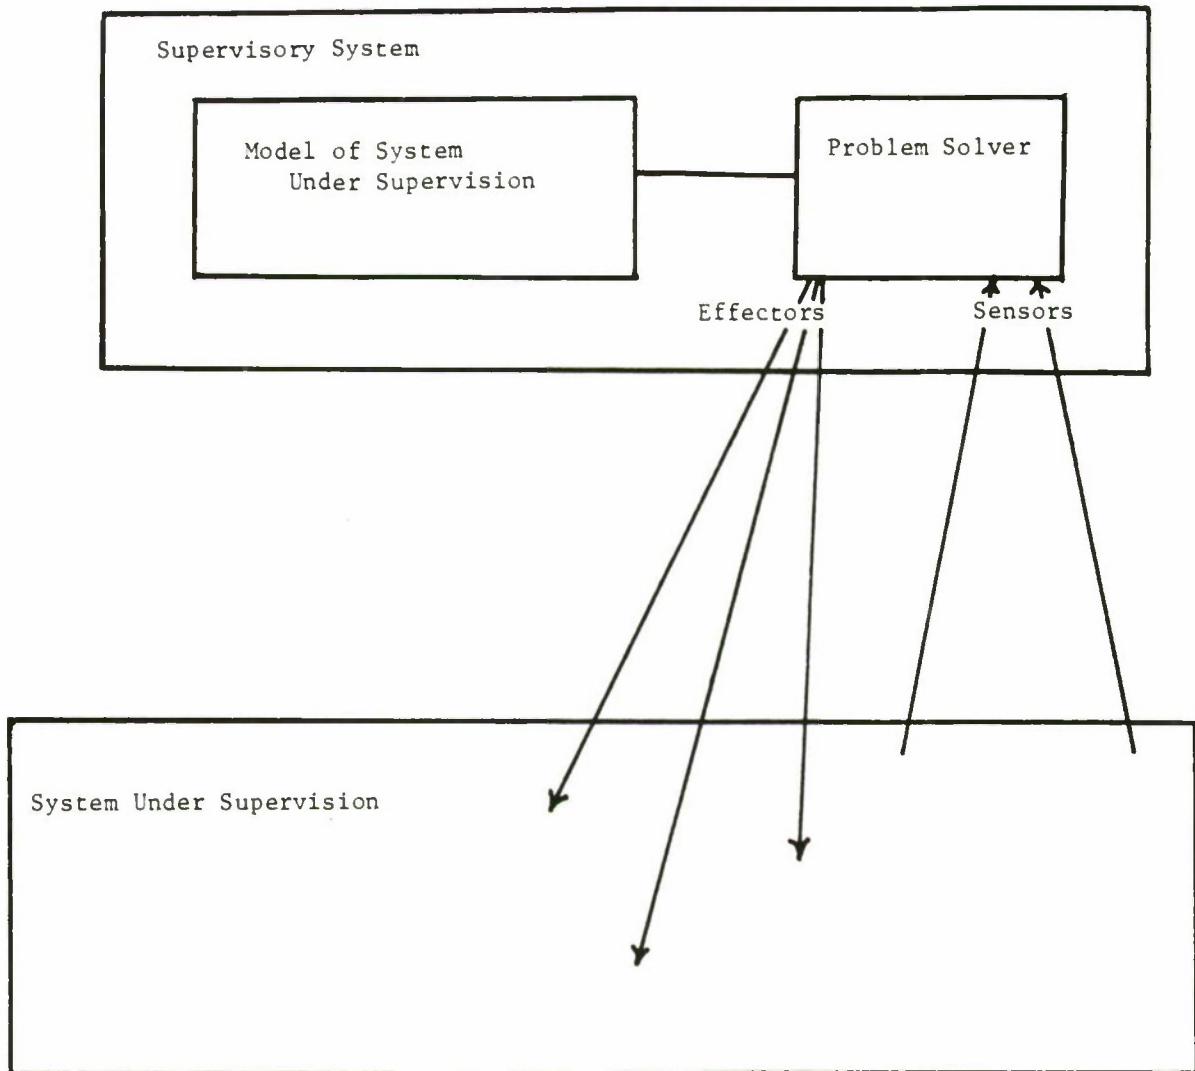 Supervisory System
Model of System
Under Supervision
Problem Solver
Effectors
Sensors
System Under Supervision